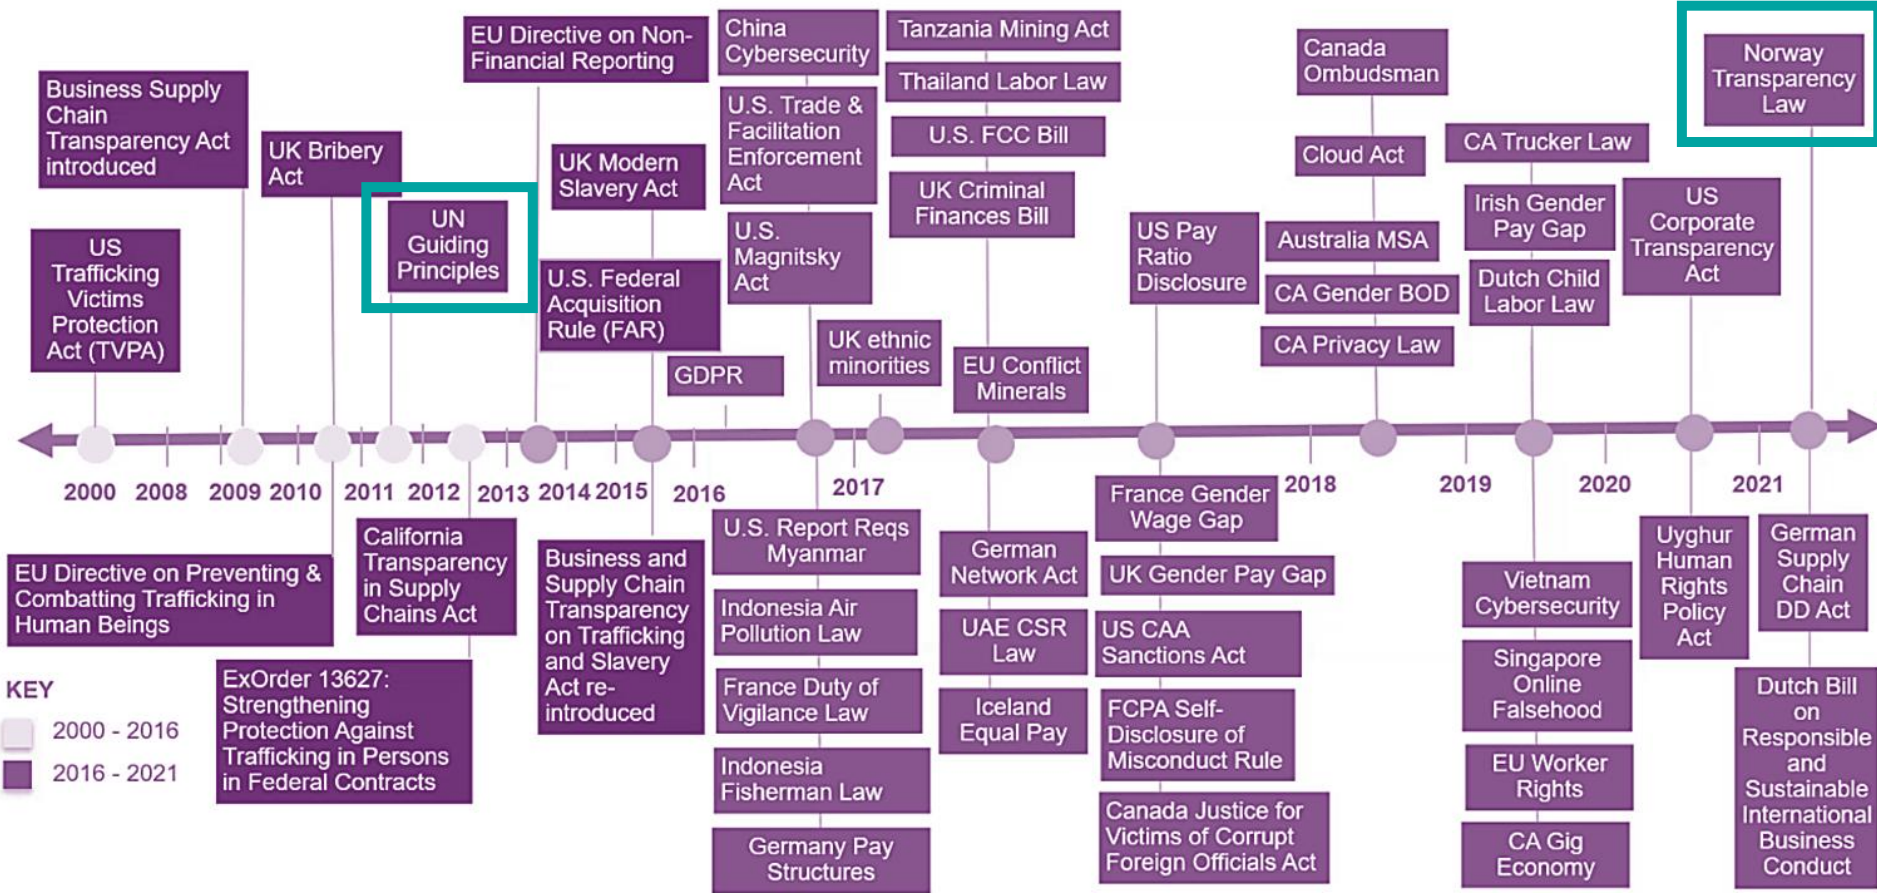 Business Supply
Chain
Transparency Act
introduced
US
Trafficking
Victims
Protection
Act (TVPA)
UK Bribery
Act
UN
Guiding
Principles
EU Directive on Non-
Financial Reporting
UK Modern
Slavery Act
U.S. Federal
Acquisition
Rule (FAR)
GDPR
China
Cybersecurity
U.S. Trade &
Facilitation
Enforcement
Act
U.S.
Magnitsky
Act
UK ethnic
minorities
Tanzania Mining Act
Thailand Labor Law
U.S. FCC Bill
UK Criminal
Finances Bill
EU Conflict
Minerals
US Pay
Ratio
Disclosure
Canada
Ombudsman
Cloud Act
Australia MSA
CA Gender BOD
CA Privacy Law
CA Trucker Law
Irish Gender
Pay Gap
Dutch Child
Labor Law
US
Corporate
Transparency
Act
Norway
Transparency
Law
2000 2008 2009 2010 2011 2012 2013 2014 2015 2016 2017 2018 2019 2020 2021
EU Directive on Preventing &
Combatting Trafficking in
Human Beings
ExOrder 13627:
Strengthening
Protection Against
Trafficking in Persons
in Federal Contracts
California
Transparency
in Supply
Chains Act
Business and
Supply Chain
Transparency
on Trafficking
and Slavery
Act re-
introduced
U.S. Report Reqs
Myanmar
Indonesia Air
Pollution Law
France Duty of
Vigilance Law
Indonesia
Fisherman Law
Germany Pay
Structures
German
Network Act
UAE CSR
Law
Iceland
Equal Pay
France Gender
Wage Gap
UK Gender Pay Gap
US CAA
Sanctions Act
FCPA Self-
Disclosure of
Misconduct Rule
Canada Justice for
Victims of Corrupt
Foreign Officials Act
Vietnam
Cybersecurity
Singapore
Online
Falsehood
EU Worker
Rights
CA Gig
Economy
Uyghur
Human
Rights
Policy
Act
German
Supply
Chain
DD Act
Dutch Bill
on
Responsible
and
Sustainable
International
Business
Conduct
KEY
2000 - 2016
2016 - 2021